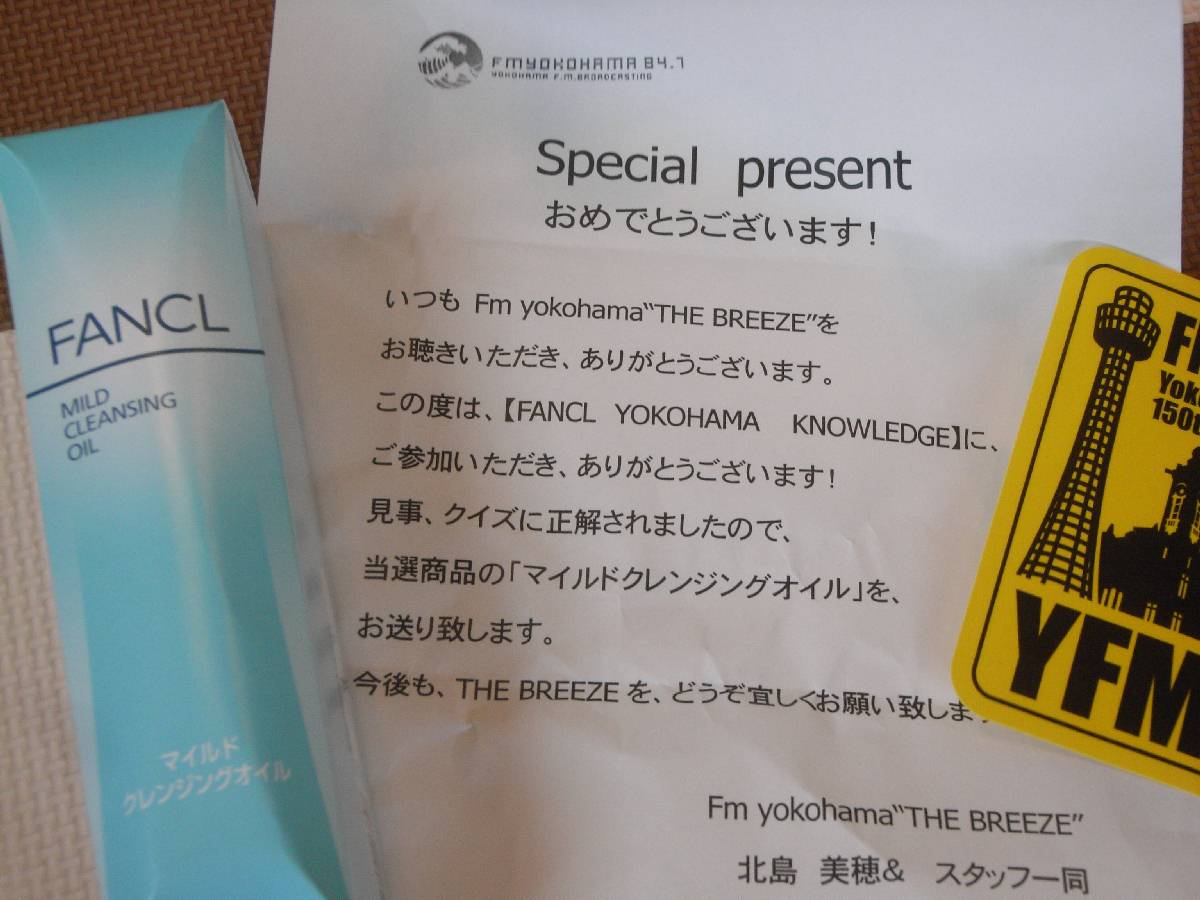 FMYOKOHAMA 84.7
YOKOHAMA F.M.BROADCASTING
Special present
おめでとうございます！
いつも Fm yokohama“THE BREEZE”を
お聴きいただき、ありがとうございます。
この度は、【FANCL YOKOHAMA KNOWLEDGE】に、
ご参加いただき、ありがとうございます！
見事、クイズに正解されましたので、
当選商品の「マイルドクレンジングオイル」を、
お送り致します。
今後も、THE BREEZE を、どうぞ宜しくお願い致します
Fm yokohama“THE BREEZE”
北島 美穂& スタッフ一同
FANCL
MILD
CLEANSING
OIL
マイルド
クレンジングオイル
YFM